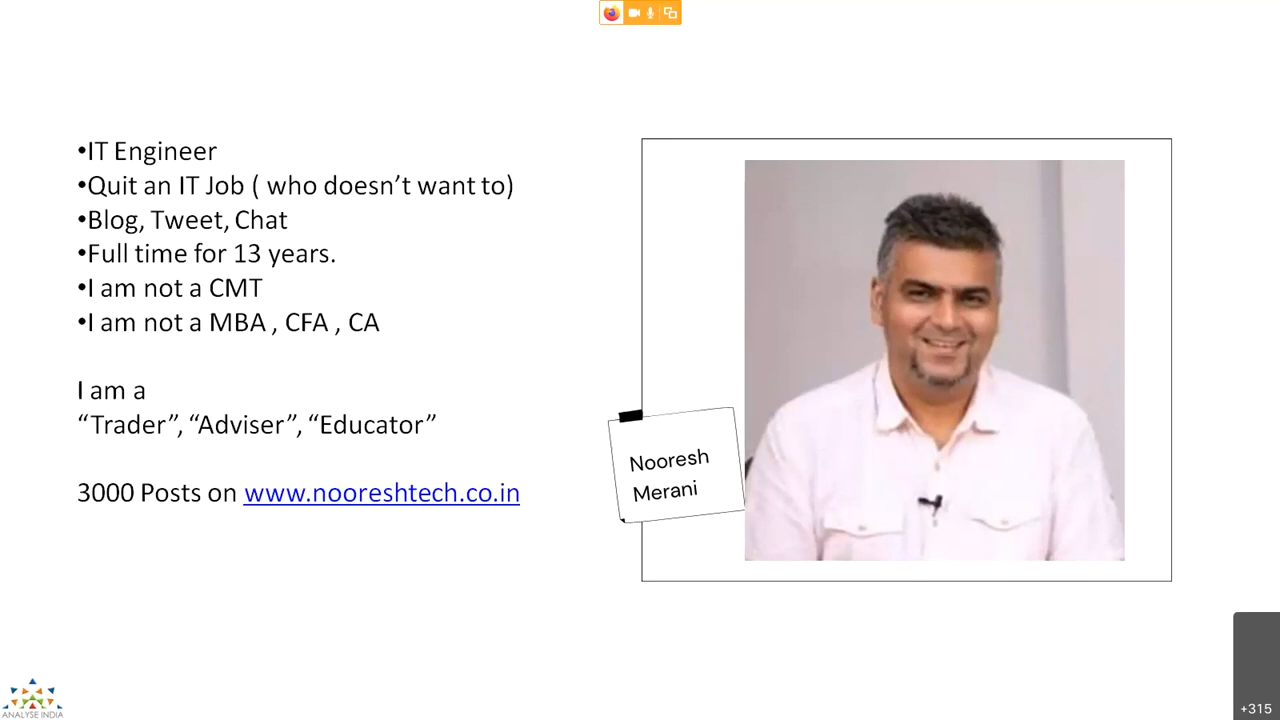 •IT Engineer
•Quit an IT Job ( who doesn’t want to)
•Blog, Tweet, Chat
•Full time for 13 years.
•I am not a CMT
•I am not a MBA , CFA , CA
I am a
“Trader”, “Adviser”, “Educator”
3000 Posts on www.nooreshtech.co.in
Nooresh
Merani
ANALYSE INDIA
+315